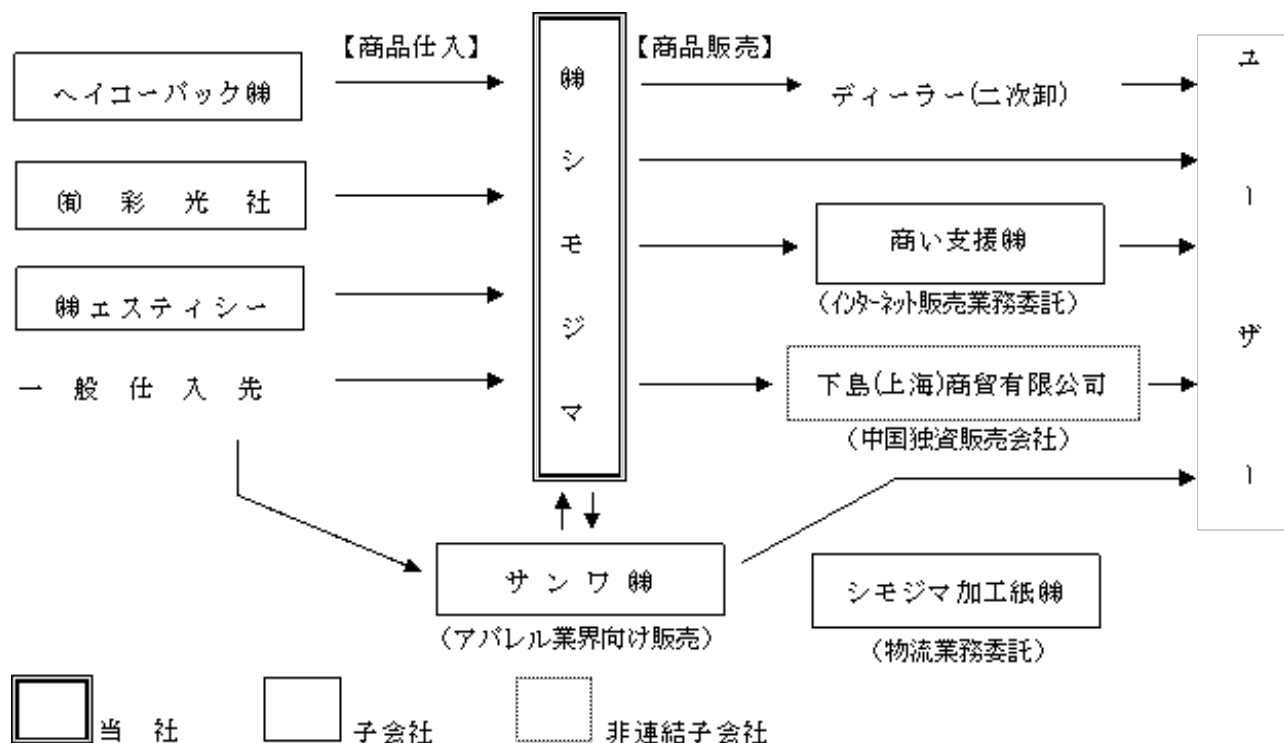 【商品仕入】
【商品販売】
ヘイコーパック㈱
㈲彩光社
㈱エスティシー
一般仕入先
㈱シモジマ
ディーラー(二次卸)
商い支援㈱
(インターネット販売業務委託)
下島(上海)商貿有限公司
(中国独資販売会社)
ユーザー
サンワ㈱
(アパレル業界向け販売)
シモジマ加工紙㈱
(物流業務委託)
当社
子会社
非連結子会社